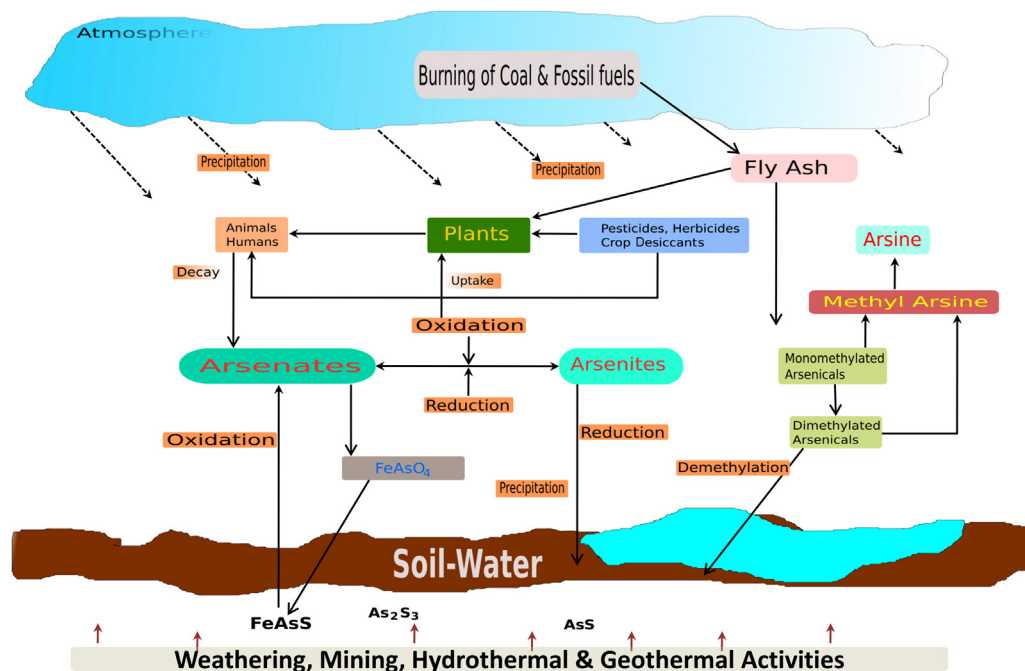 Atmosphere
Burning of Coal & Fossil fuels
Precipitation
Precipitation
Fly Ash
Animals
Humans
Plants
Pesticides, Herbicides
Crop Desiccants
Arsine
Decay
Uptake
Methyl Arsine
Oxidation
Arsenates
Arsenites
Monomethylated
Arsenicals
Reduction
Oxidation
Reduction
Dimethylated
Arsenicals
FeAsO₄
Demethylation
Precipitation
Soil-Water
FeAsS
As₂S₃
AsS
Weathering, Mining, Hydrothermal & Geothermal Activities